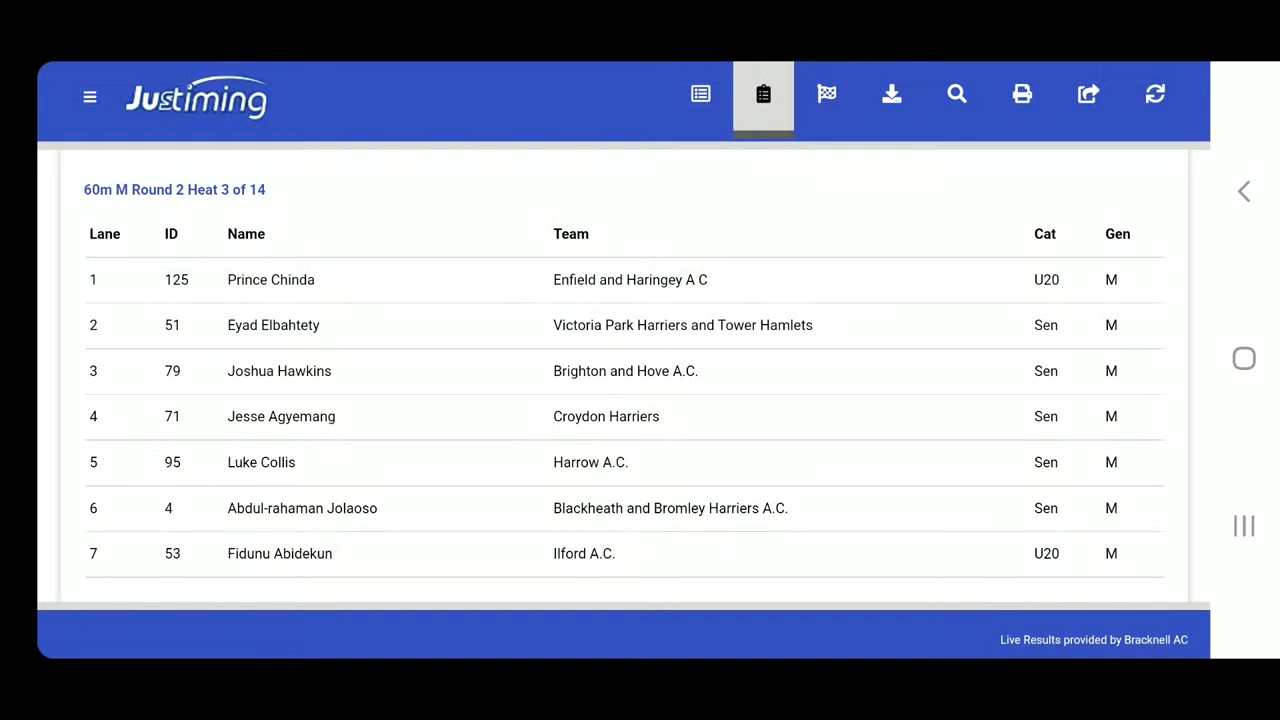 Justiming
60m M Round 2 Heat 3 of 14
Lane ID Name Team Cat Gen
1 125 Prince Chinda Enfield and Haringey A C U20 M
2 51 Eyad Elbahtety Victoria Park Harriers and Tower Hamlets Sen M
3 79 Joshua Hawkins Brighton and Hove A.C. Sen M
4 71 Jesse Agyemang Croydon Harriers Sen M
5 95 Luke Collis Harrow A.C. Sen M
6 4 Abdul-rahaman Jolaoso Blackheath and Bromley Harriers A.C. Sen M
7 53 Fidunu Abidekun Ilford A.C. U20 M
Live Results provided by Bracknell AC